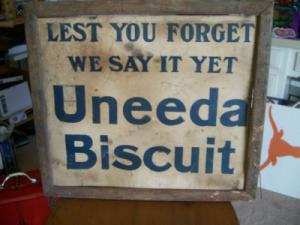 LEST YOU FORGET
WE SAY IT YET
Uneeda
Biscuit